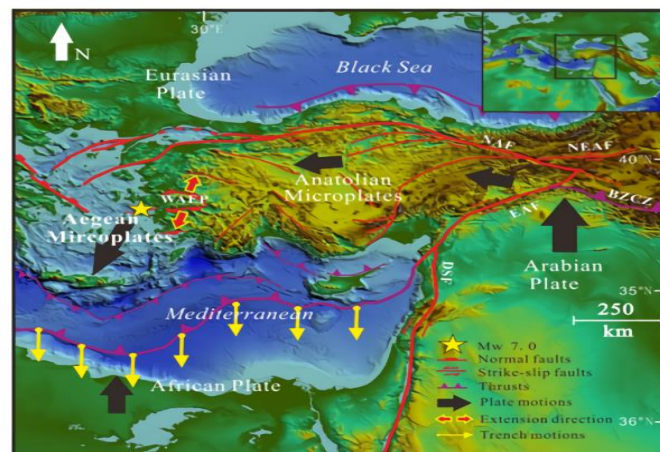 30°E
N
Black Sea
Eurasian
Plate
NAF
NEAF
40°N
Anatolian
Microplates
WAEP
Aegean
Mircoplates
EAF
BZCZ
Arabian
Plate
DSF
35°N
Mediterranean
250
km
African Plate
Mw 7. 0
Normal faults
Strike-slip faults
Thrusts
Plate motions
Extension direction
Trench motions
36°N